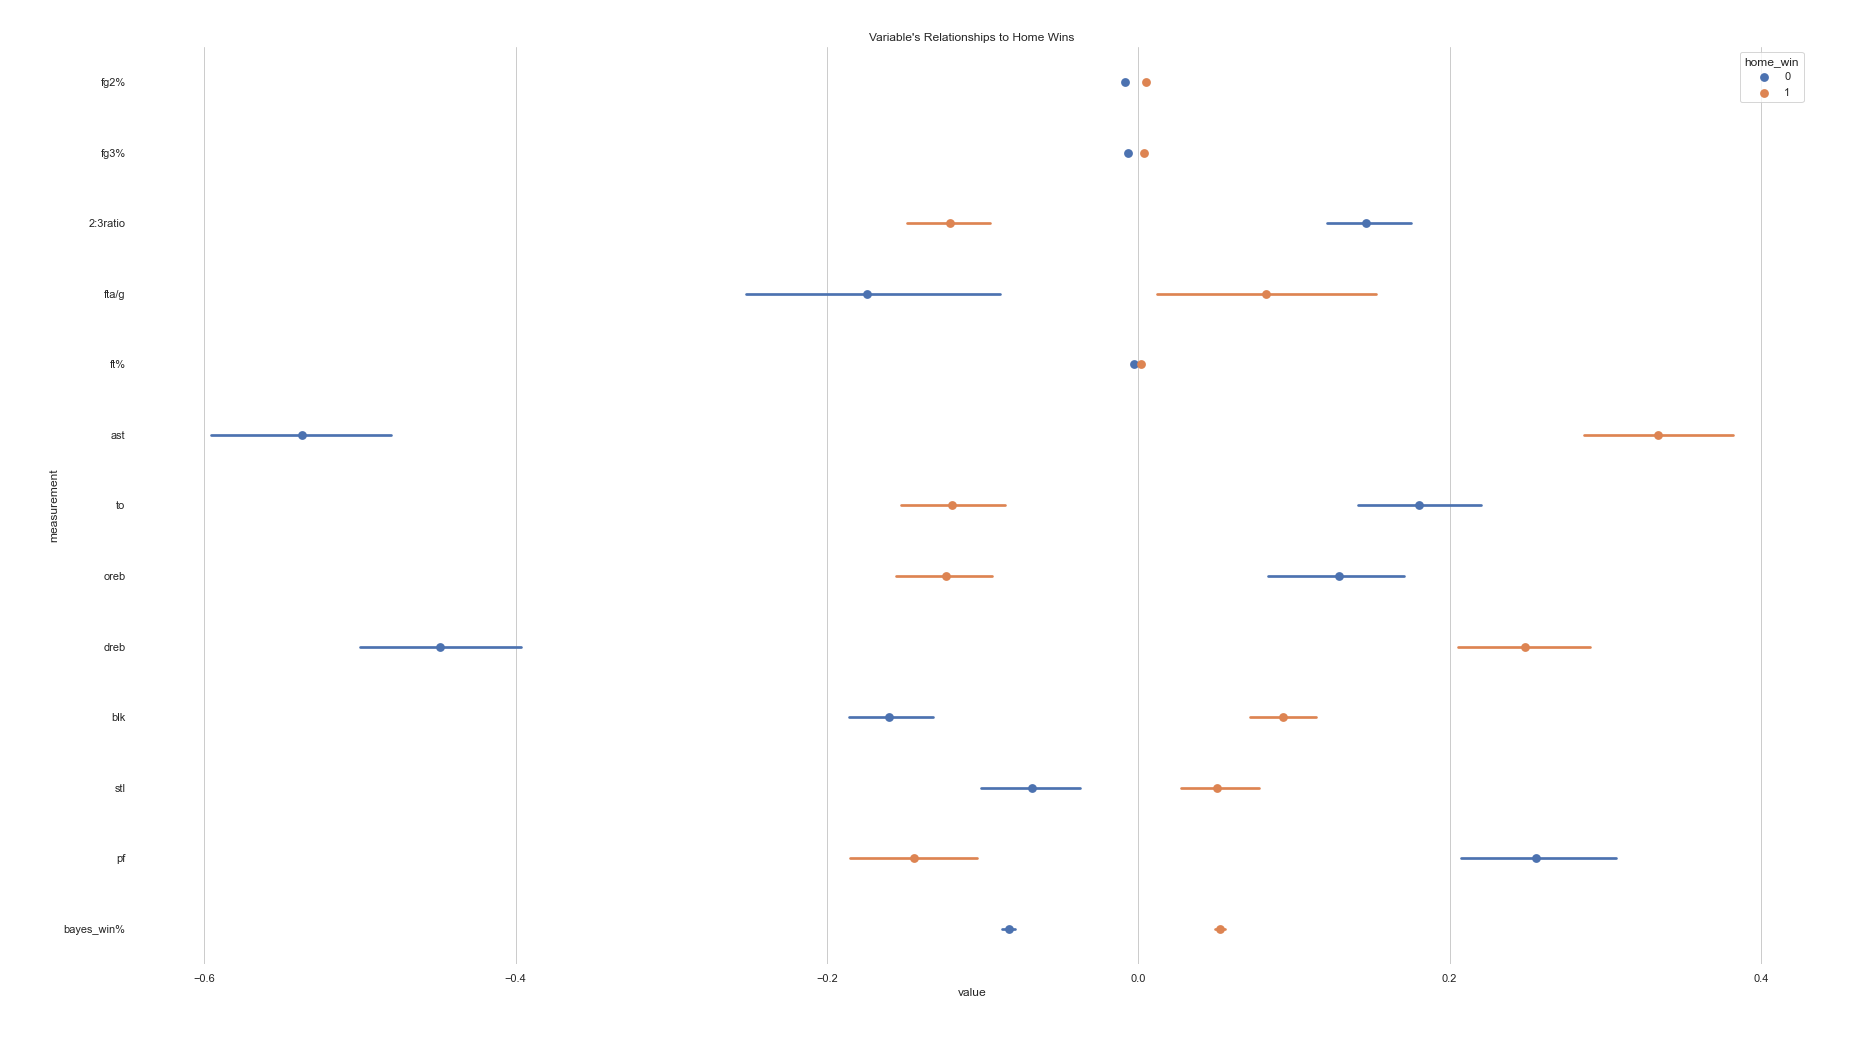 Variable's Relationships to Home Wins
home_win
0
1
fg2%
fg3%
2:3ratio
fta/g
ft%
ast
to
oreb
dreb
blk
stl
pf
bayes_win%
measurement
−0.6 −0.4 −0.2 0.0 0.2 0.4
value